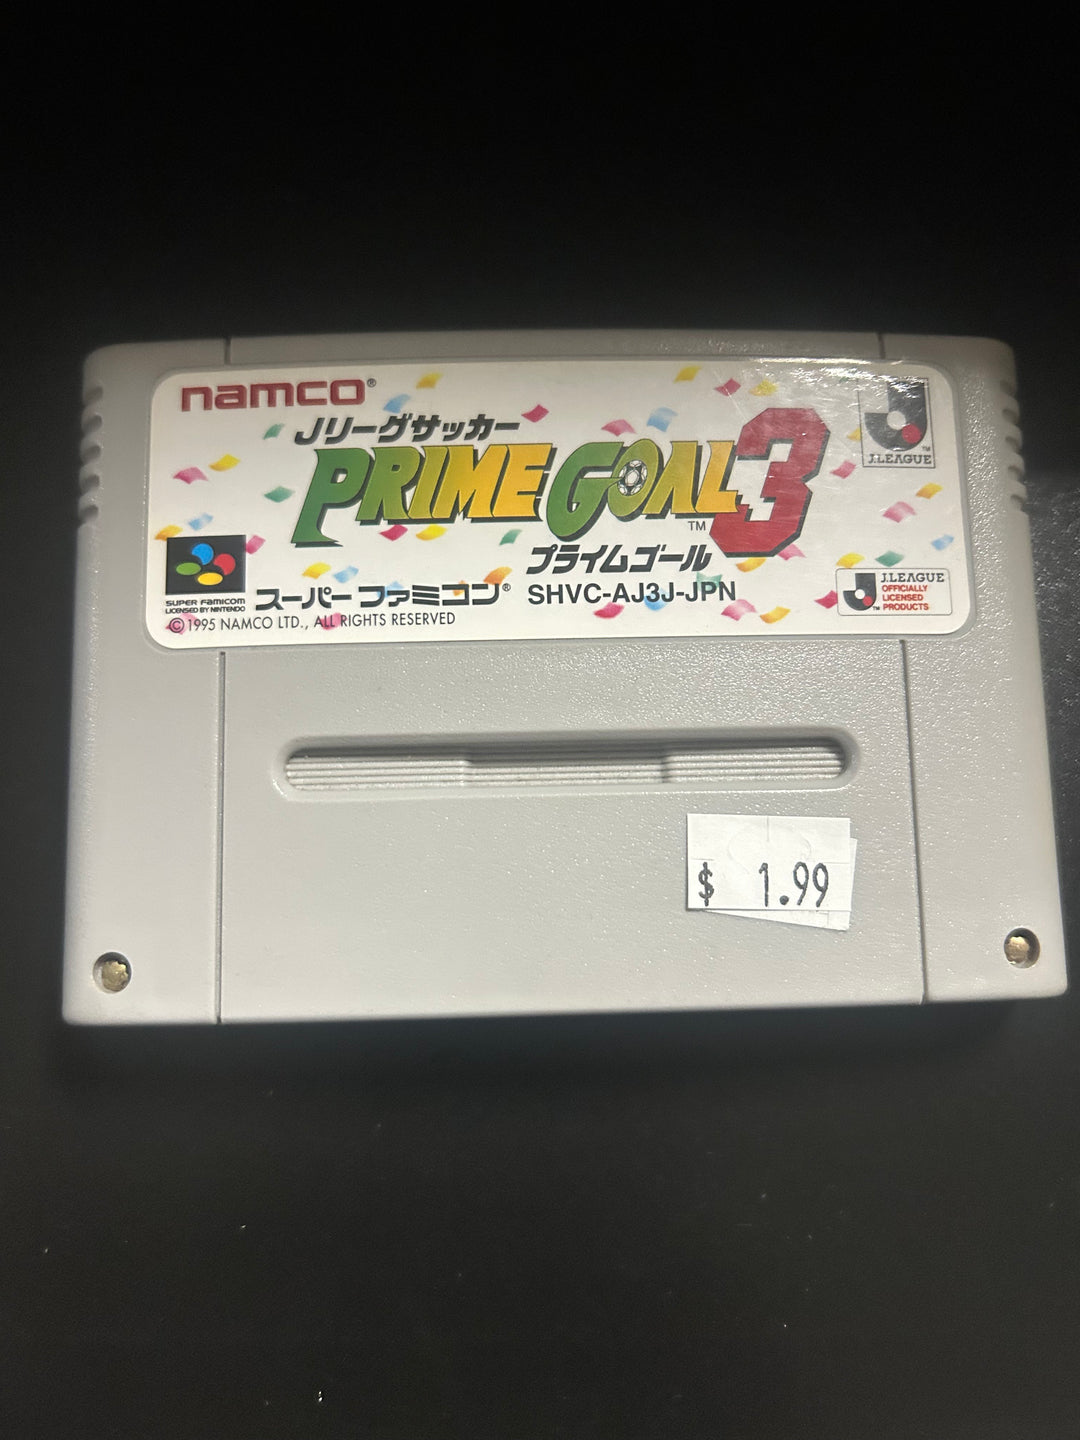 namco®
Jリーグサッカー
PRIME GOAL 3
™
プライムゴール
J.LEAGUE
™
SUPER FAMICOM
LICENSED BY NINTENDO
スーパーファミコン® SHVC-AJ3J-JPN
© 1995 NAMCO LTD., ALL RIGHTS RESERVED
J.LEAGUE
OFFICIALLY
LICENSED
™ PRODUCTS
$ 1.99